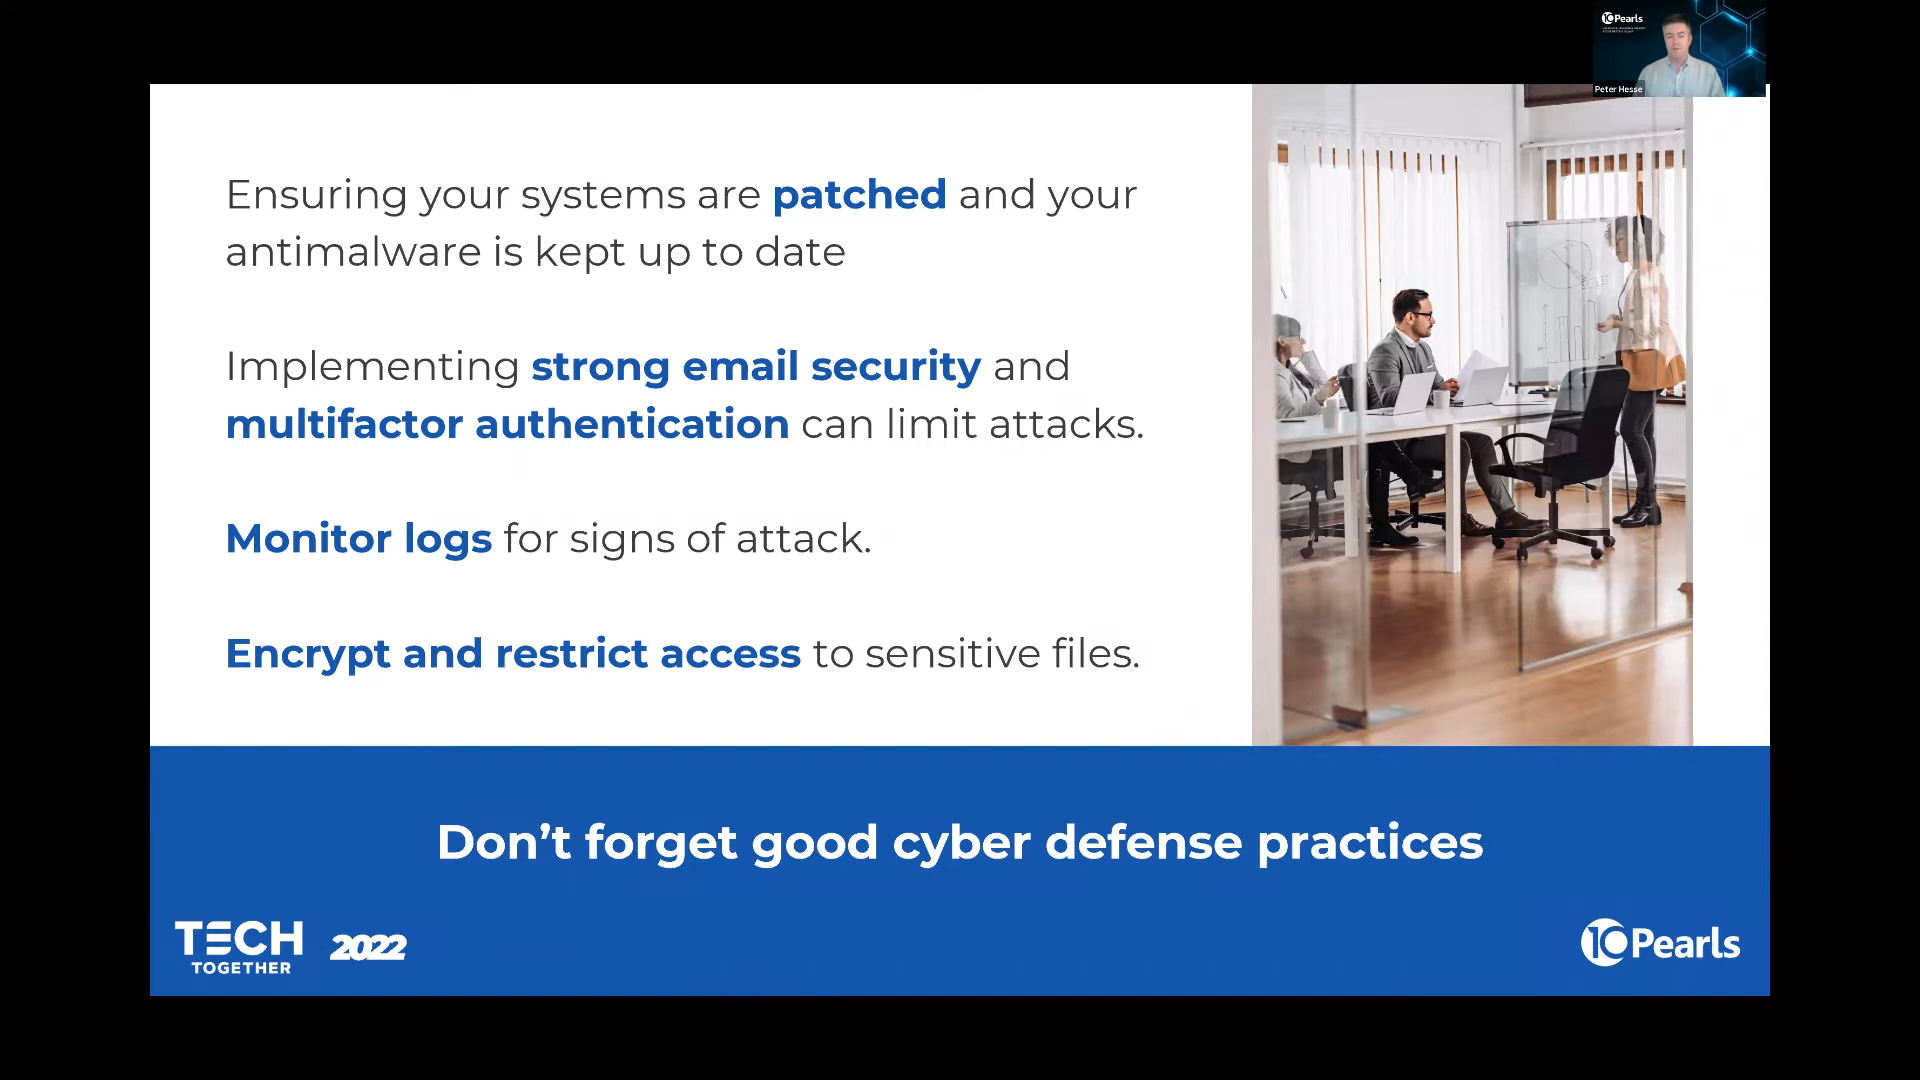 10Pearls
Peter Hesse
Ensuring your systems are patched and your
antimalware is kept up to date
Implementing strong email security and
multifactor authentication can limit attacks.
Monitor logs for signs of attack.
Encrypt and restrict access to sensitive files.
Don’t forget good cyber defense practices
TECH
TOGETHER
2022
10Pearls